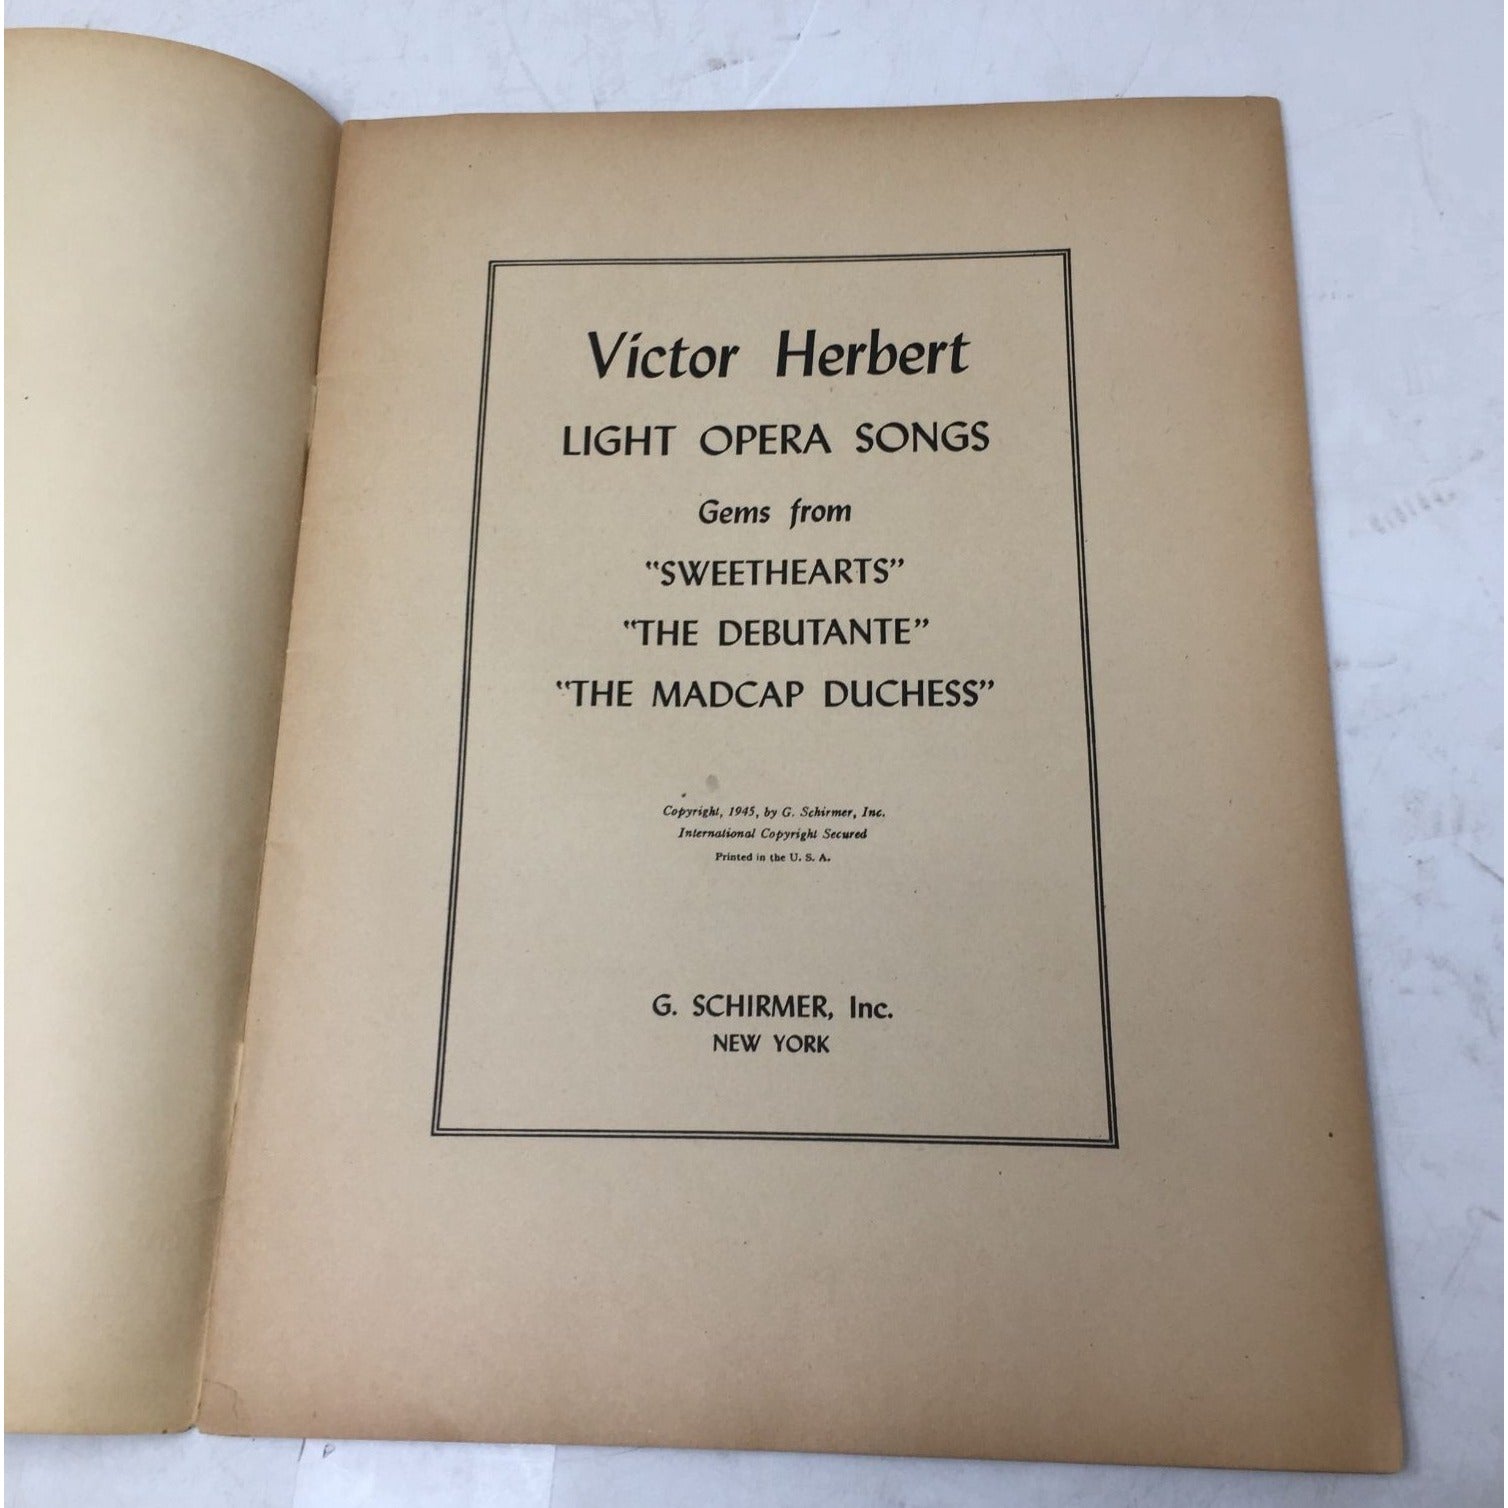 Victor Herbert
LIGHT OPERA SONGS
Gems from
"SWEETHEARTS"
"THE DEBUTANTE"
"THE MADCAP DUCHESS"
Copyright, 1945, by G. Schirmer, Inc.
International Copyright Secured
Printed in the U. S. A.
G. SCHIRMER, Inc.
NEW YORK